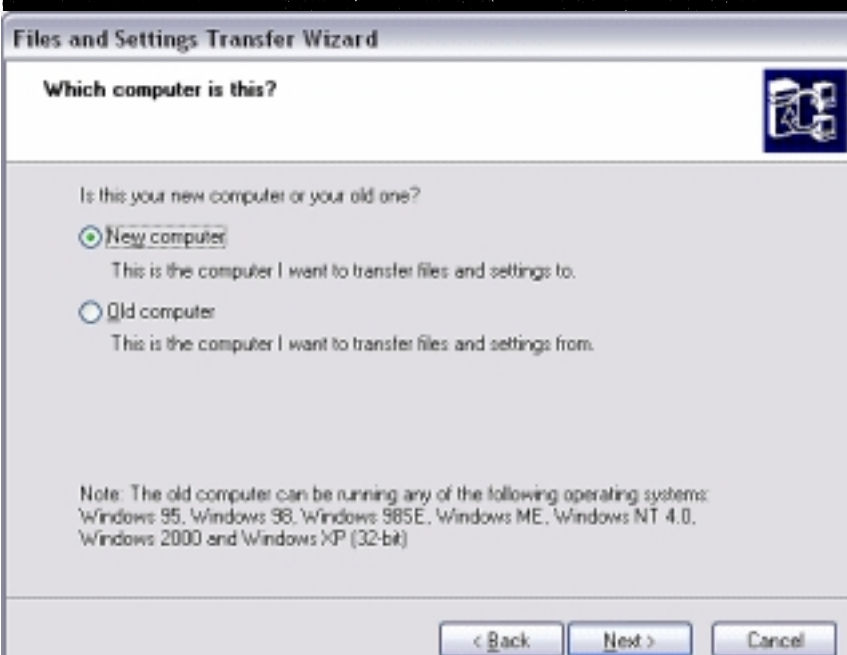 Files and Settings Transfer Wizard
Which computer is this?
Is this your new computer or your old one?
New computer
This is the computer I want to transfer files and settings to.
Old computer
This is the computer I want to transfer files and settings from.
Note: The old computer can be running any of the following operating systems:
Windows 95, Windows 98, Windows 98SE, Windows ME, Windows NT 4.0,
Windows 2000 and Windows XP (32-bit)
< Back
Next >
Cancel